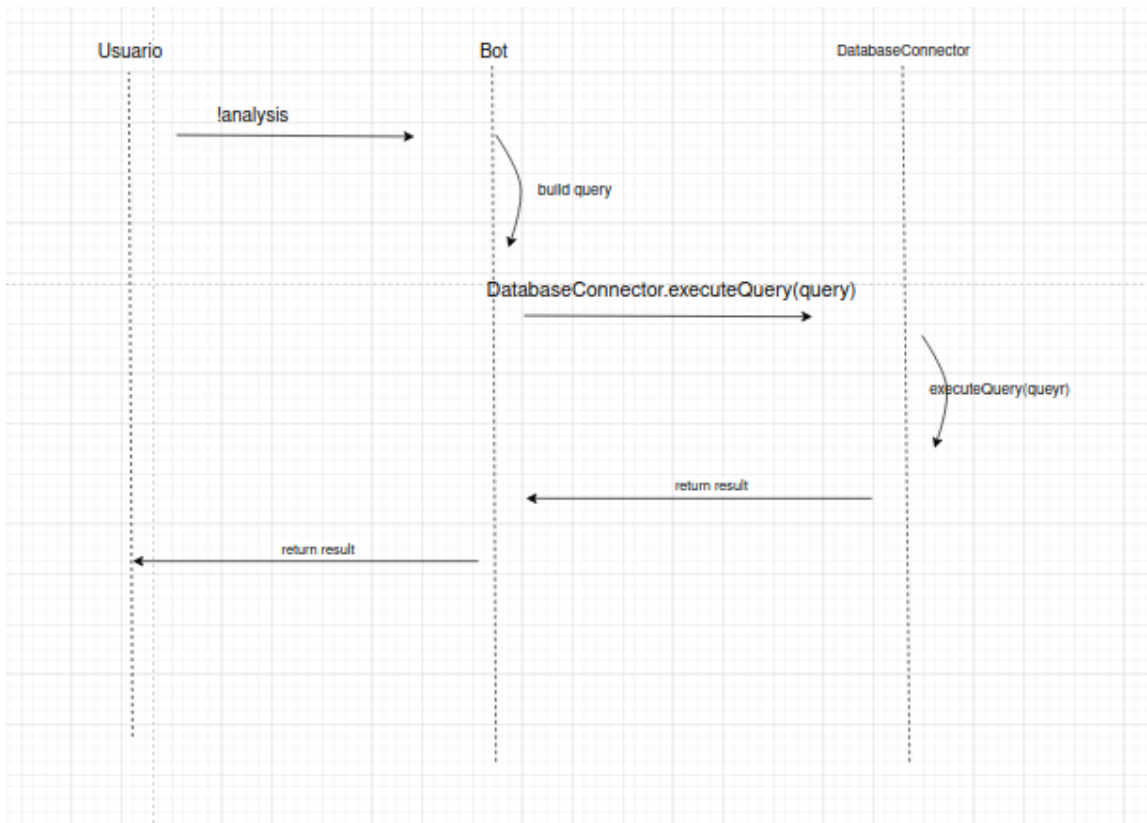 Usuario
Bot
DatabaseConnector
!analysis
build query
DatabaseConnector.executeQuery(query)
executeQuery(queyr)
return result
return result